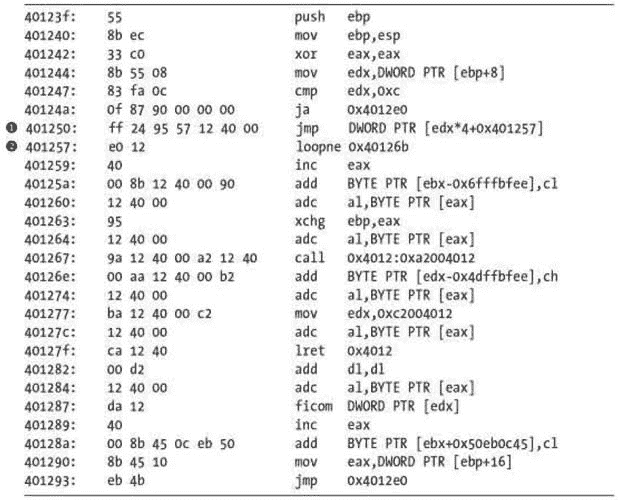 40123f: 55 push ebp
401240: 8b ec mov ebp,esp
401242: 33 c0 xor eax,eax
401244: 8b 55 08 mov edx,DWORD PTR [ebp+8]
401247: 83 fa 0c cmp edx,0xc
40124a: 0f 87 90 00 00 00 ja 0x4012e0
❶ 401250: ff 24 95 57 12 40 00 jmp DWORD PTR [edx*4+0x401257]
❷ 401257: e0 12 loopne 0x40126b
401259: 40 inc eax
40125a: 00 8b 12 40 00 90 add BYTE PTR [ebx-0x6fffbfee],cl
401260: 12 40 00 adc al,BYTE PTR [eax]
401263: 95 xchg ebp,eax
401264: 12 40 00 adc al,BYTE PTR [eax]
401267: 9a 12 40 00 a2 12 40 call 0x4012:0xa2004012
40126e: 00 aa 12 40 00 b2 add BYTE PTR [edx-0x4dffbfee],ch
401274: 12 40 00 adc al,BYTE PTR [eax]
401277: ba 12 40 00 c2 mov edx,0xc2004012
40127c: 12 40 00 adc al,BYTE PTR [eax]
40127f: ca 12 40 lret 0x4012
401282: 00 d2 add dl,dl
401284: 12 40 00 adc al,BYTE PTR [eax]
401287: da 12 ficom DWORD PTR [edx]
401289: 40 inc eax
40128a: 00 8b 45 0c eb 50 add BYTE PTR [ebx+0x50eb0c45],cl
401290: 8b 45 10 mov eax,DWORD PTR [ebp+16]
401293: eb 4b jmp 0x4012e0